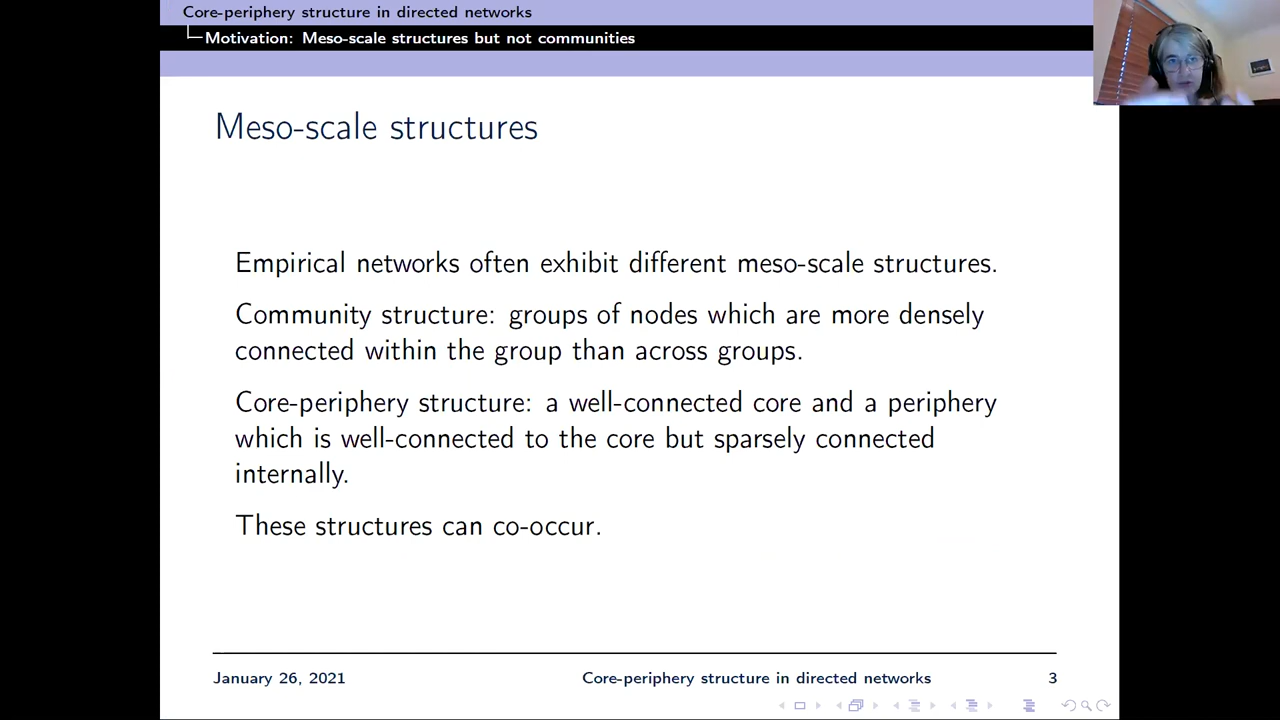 Core-periphery structure in directed networks
Motivation: Meso-scale structures but not communities
Meso-scale structures
Empirical networks often exhibit different meso-scale structures.
Community structure: groups of nodes which are more densely
connected within the group than across groups.
Core-periphery structure: a well-connected core and a periphery
which is well-connected to the core but sparsely connected
internally.
These structures can co-occur.
January 26, 2021 Core-periphery structure in directed networks 3